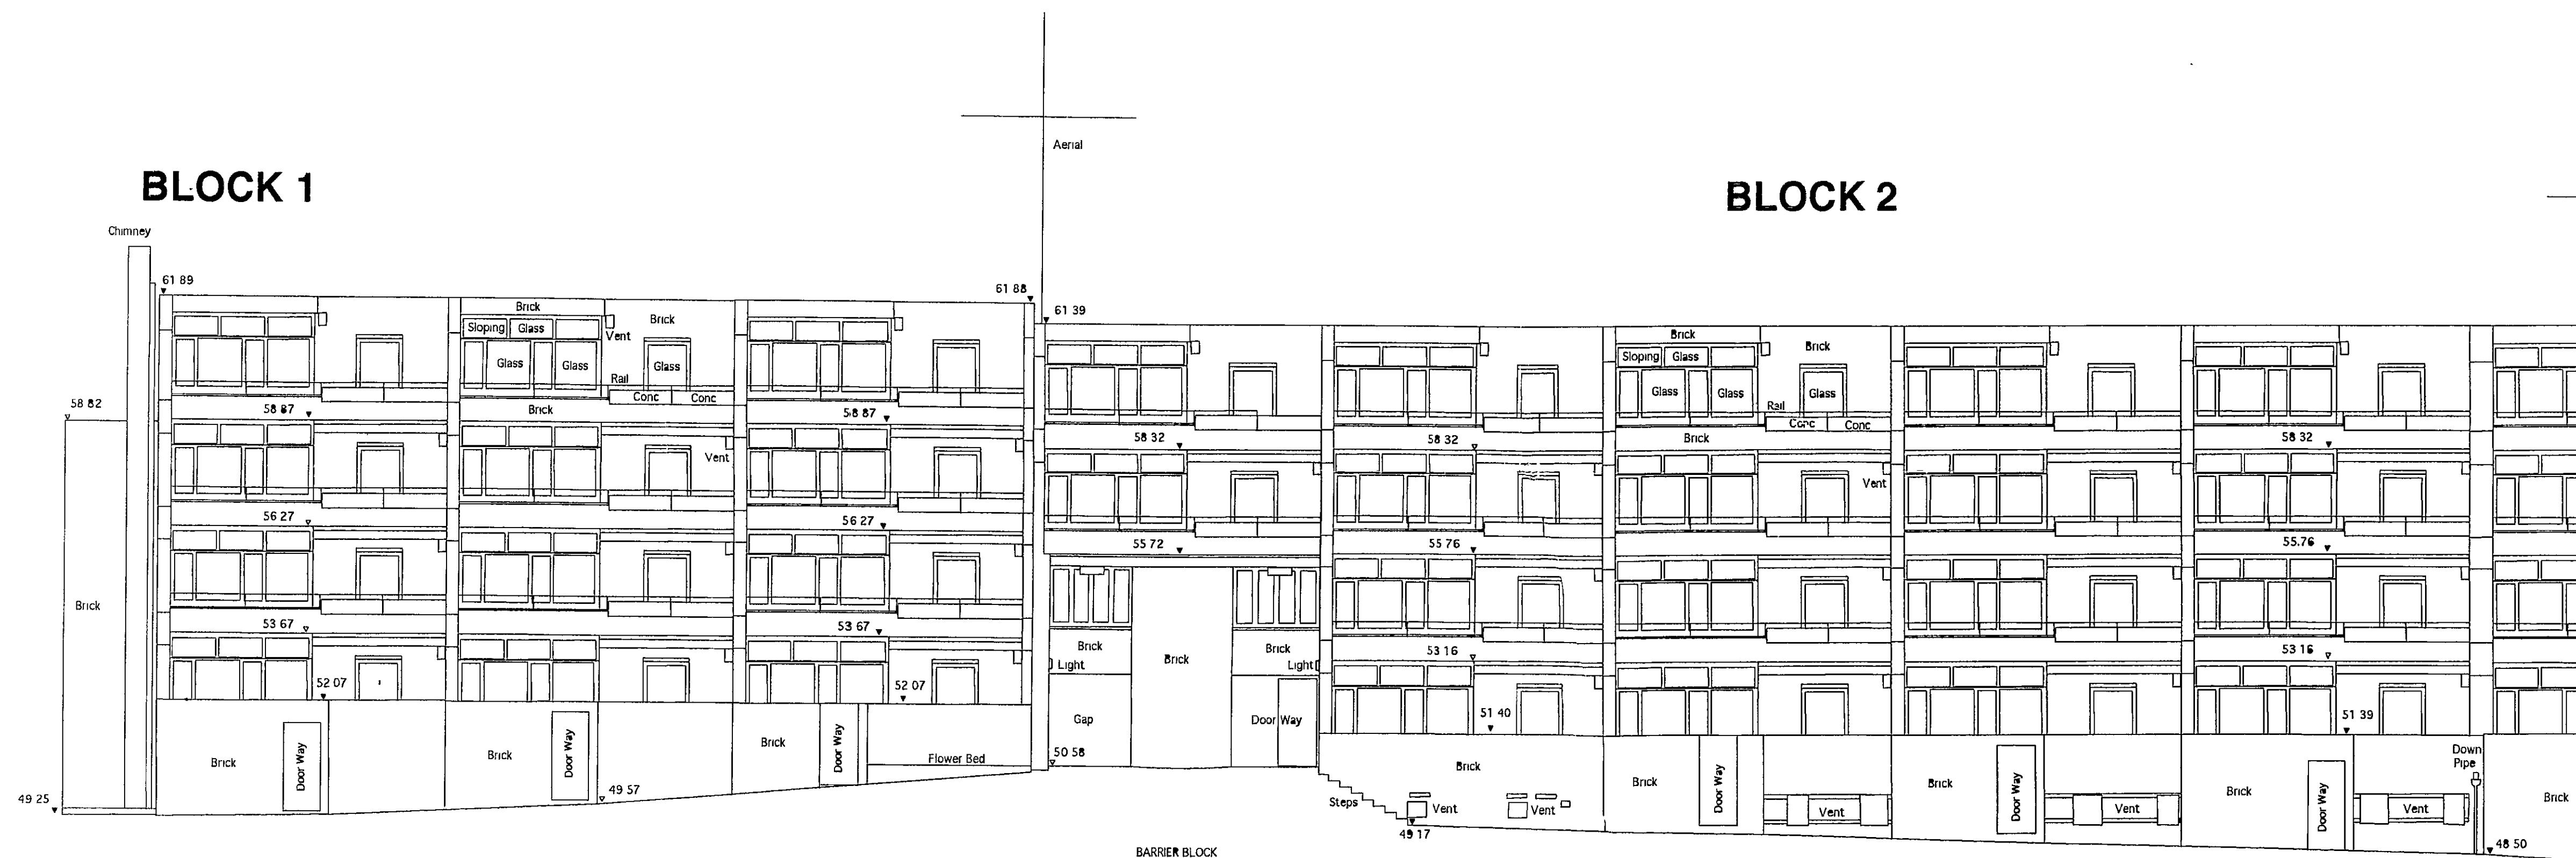 Aerial
BLOCK 1
BLOCK 2
Chimney
61 89
61 88
61 39
Brick
Sloping Glass
Vent
Brick
Glass Glass
Glass
Rail
Conc Conc
Brick
Sloping Glass
Brick
Glass Glass
Glass
Rail
Conc Conc
58 82
58 87
Brick
58 87
58 32
58 32
Brick
58 32
Vent
Vent
56 27
56 27
55 72
55 76
55.76
Brick
53 67
53 67
Brick
Light
Brick
Brick
Light
53 16
53 16
52 07
52 07
51 40
51 39
Brick
Door Way
Brick
Door Way
Brick
Door Way
Flower Bed
Gap
Door Way
50 58
Brick
Brick
Door Way
Brick
Door Way
Brick
Door Way
Down
Pipe
Brick
49 25
49 57
Steps
Vent
Vent
Vent
Vent
Vent
49 17
48 50
BARRIER BLOCK